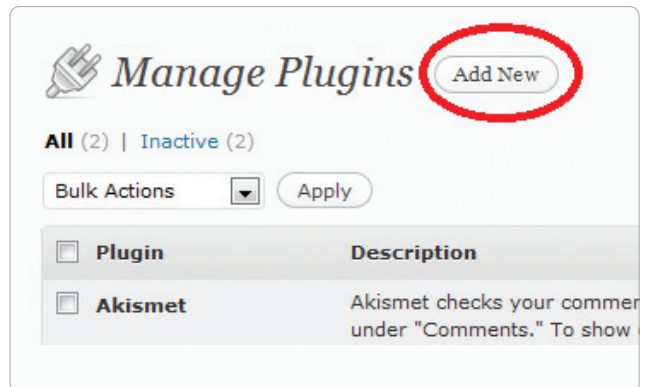 Manage Plugins Add New
All (2) | Inactive (2)
Bulk Actions Apply
Plugin Description
Akismet Akismet checks your
under "Comments." To show